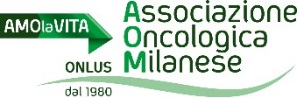 AMOlaVITA
ONLUS
dal 1980
Associazione
Oncologica
Milanese